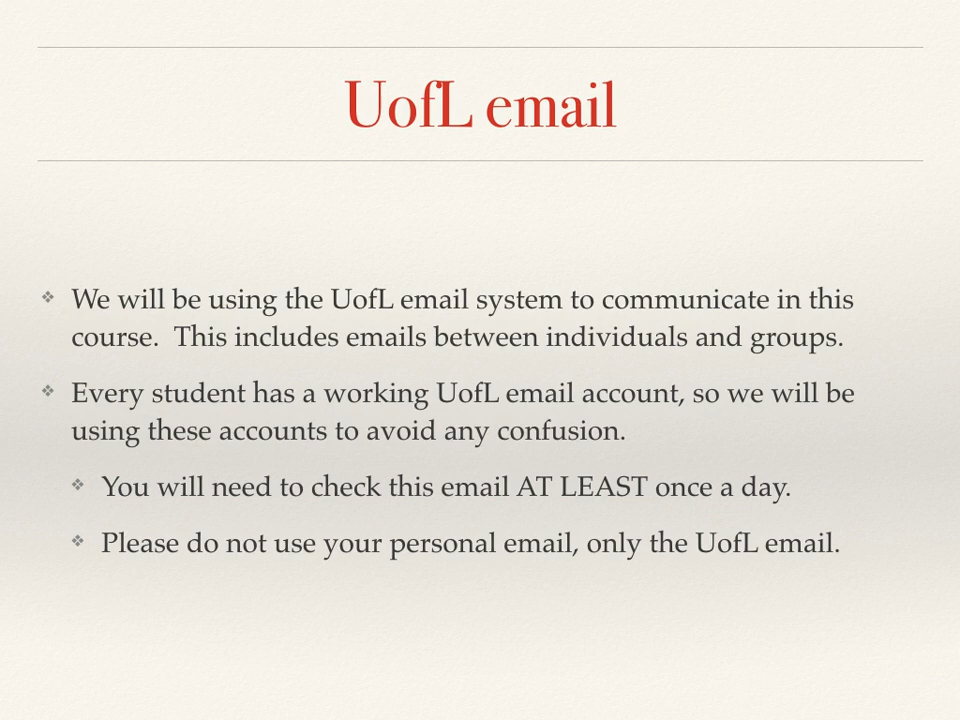 UofL email
We will be using the UofL email system to communicate in this
course.  This includes emails between individuals and groups.
Every student has a working UofL email account, so we will be
using these accounts to avoid any confusion.
You will need to check this email AT LEAST once a day.
Please do not use your personal email, only the UofL email.